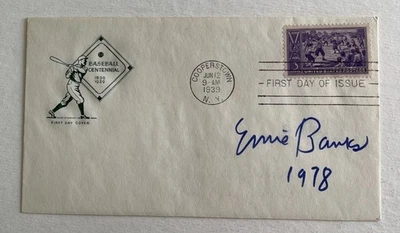 BASEBALL
CENTENNIAL
1839
1939
FIRST DAY COVER
COOPERSTOWN
JUN 12
9-AM
1939
N.Y.
FIRST DAY OF ISSUE
Ernie Banks
1978